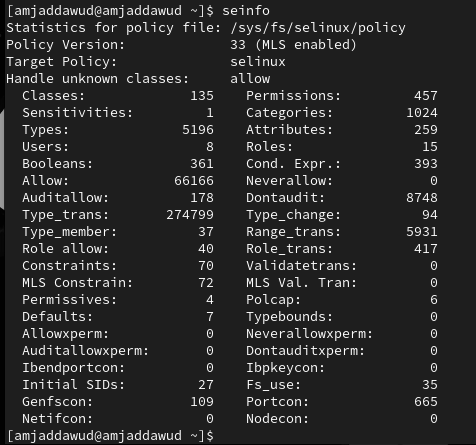 [amjaddawud@amjaddawud ~]$ seinfo
Statistics for policy file: /sys/fs/selinux/policy
Policy Version:             33 (MLS enabled)
Target Policy:              selinux
Handle unknown classes:     allow
  Classes:             135    Permissions:         457
  Sensitivities:         1    Categories:         1024
  Types:              5196    Attributes:          259
  Users:                 8    Roles:                15
  Booleans:            361    Cond. Expr.:         393
  Allow:             66166    Neverallow:            0
  Auditallow:          178    Dontaudit:          8748
  Type_trans:       274799    Type_change:          94
  Type_member:          37    Range_trans:        5931
  Role allow:           40    Role_trans:          417
  Constraints:          70    Validatetrans:         0
  MLS Constrain:        72    MLS Val. Tran:         0
  Permissives:           4    Polcap:                6
  Defaults:              7    Typebounds:            0
  Allowxperm:            0    Neverallowxperm:       0
  Auditallowxperm:       0    Dontauditxperm:        0
  Ibendportcon:          0    Ibpkeycon:             0
  Initial SIDs:         27    Fs_use:               35
  Genfscon:            109    Portcon:             665
  Netifcon:              0    Nodecon:               0
[amjaddawud@amjaddawud ~]$